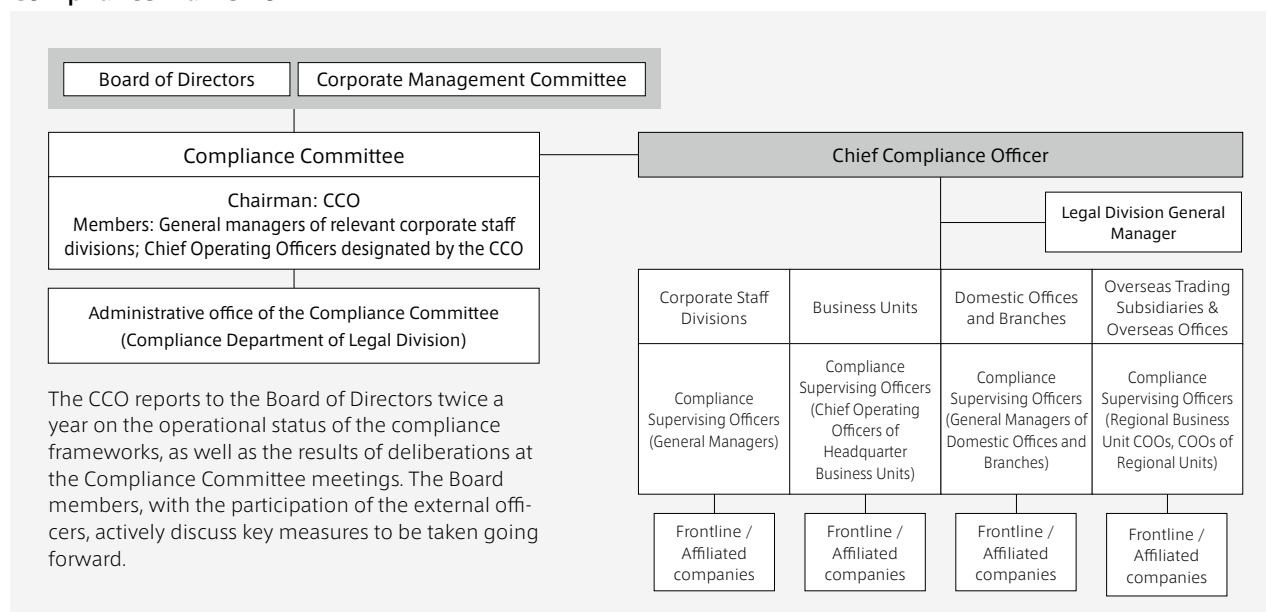 Board of Directors
Corporate Management Committee
Compliance Committee
Chairman: CCO
Members: General managers of relevant corporate staff
divisions; Chief Operating Officers designated by the CCO
Administrative office of the Compliance Committee
(Compliance Department of Legal Division)
The CCO reports to the Board of Directors twice a
year on the operational status of the compliance
frameworks, as well as the results of deliberations at
the Compliance Committee meetings. The Board
members, with the participation of the external offi-
cers, actively discuss key measures to be taken going
forward.
Chief Compliance Officer
Legal Division General
Manager
Corporate Staff
Divisions
Compliance
Supervising Officers
(General Managers)
Frontline /
Affiliated
companies
Business Units
Compliance
Supervising Officers
(Chief Operating
Officers of
Headquarter
Business Units)
Frontline /
Affiliated
companies
Domestic Offices
and Branches
Compliance
Supervising Officers
(General Managers of
Domestic Offices and
Branches)
Frontline /
Affiliated
companies
Overseas Trading
Subsidiaries &
Overseas Offices
Compliance
Supervising Officers
(Regional Business
Unit COOs, COOs of
Regional Units)
Frontline /
Affiliated
companies